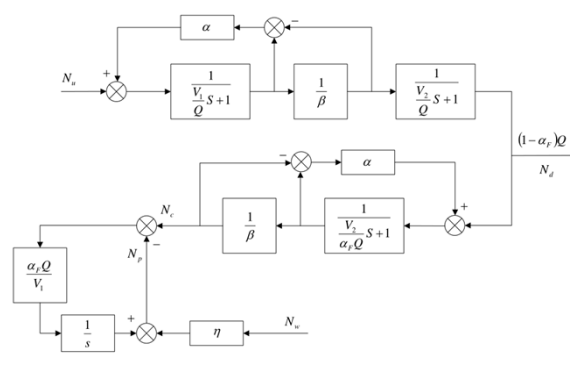 α
−
N_u
+
1/(V_1/Q S+1)
1/β
1/(V_2/Q S+1)
(1−α_F)Q
N_d
−
α
+
N_c
1/β
1/(V_2/(α_F Q) S+1)
−
N_p
α_F Q/V_1
1/s
+
η
N_w